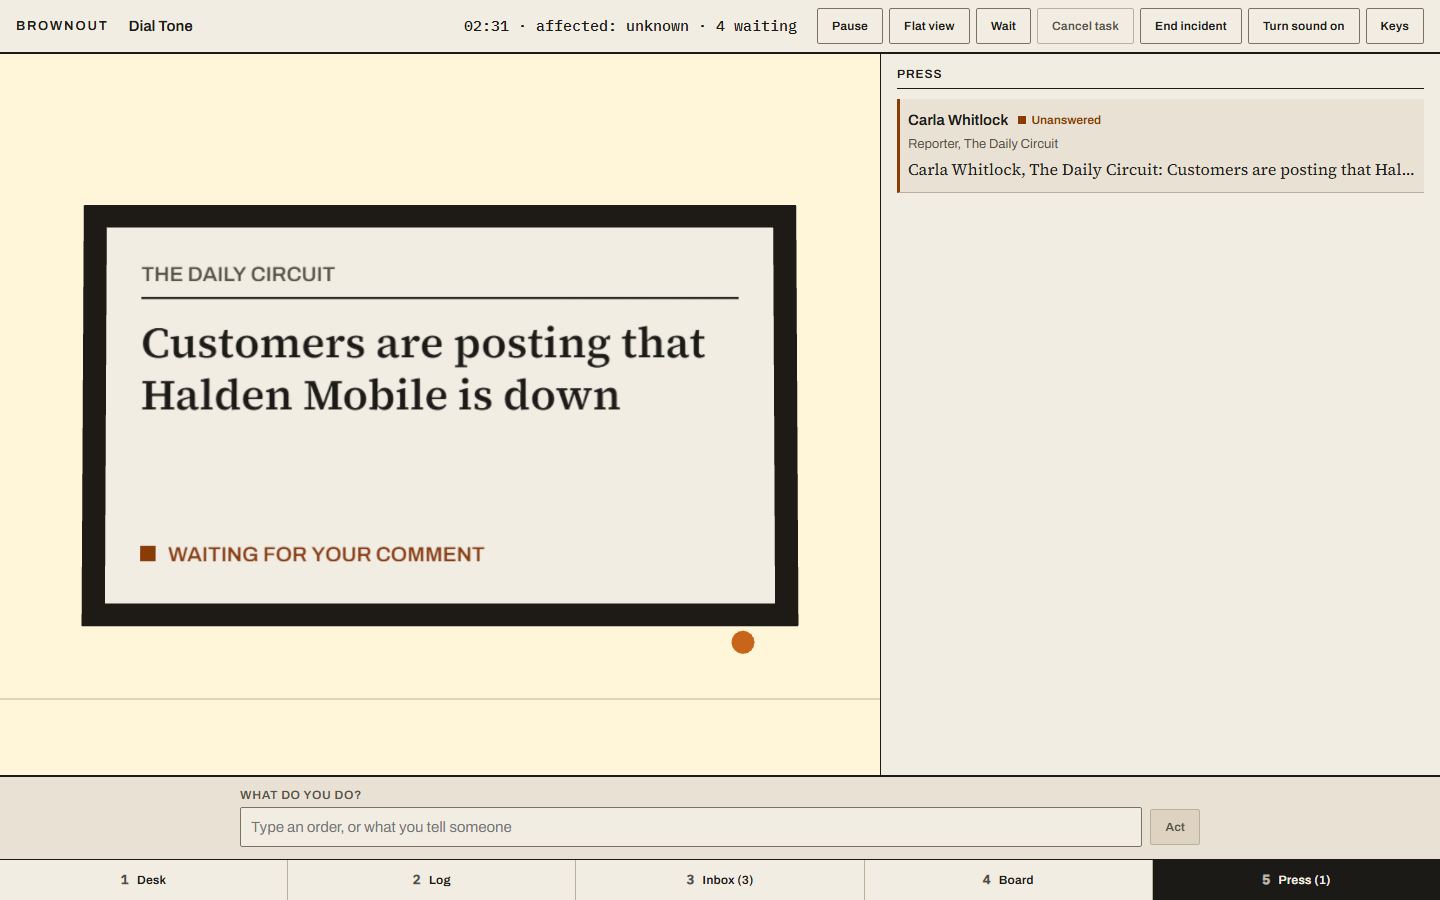 BROWNOUT Dial Tone 02:31 · affected: unknown · 4 waiting Pause Flat view Wait Cancel task End incident Turn sound on Keys
THE DAILY CIRCUIT
Customers are posting that
Halden Mobile is down
WAITING FOR YOUR COMMENT
PRESS
Carla Whitlock Unanswered
Reporter, The Daily Circuit
Carla Whitlock, The Daily Circuit: Customers are posting that Hal...
WHAT DO YOU DO?
Type an order, or what you tell someone Act
1 Desk 2 Log 3 Inbox (3) 4 Board 5 Press (1)